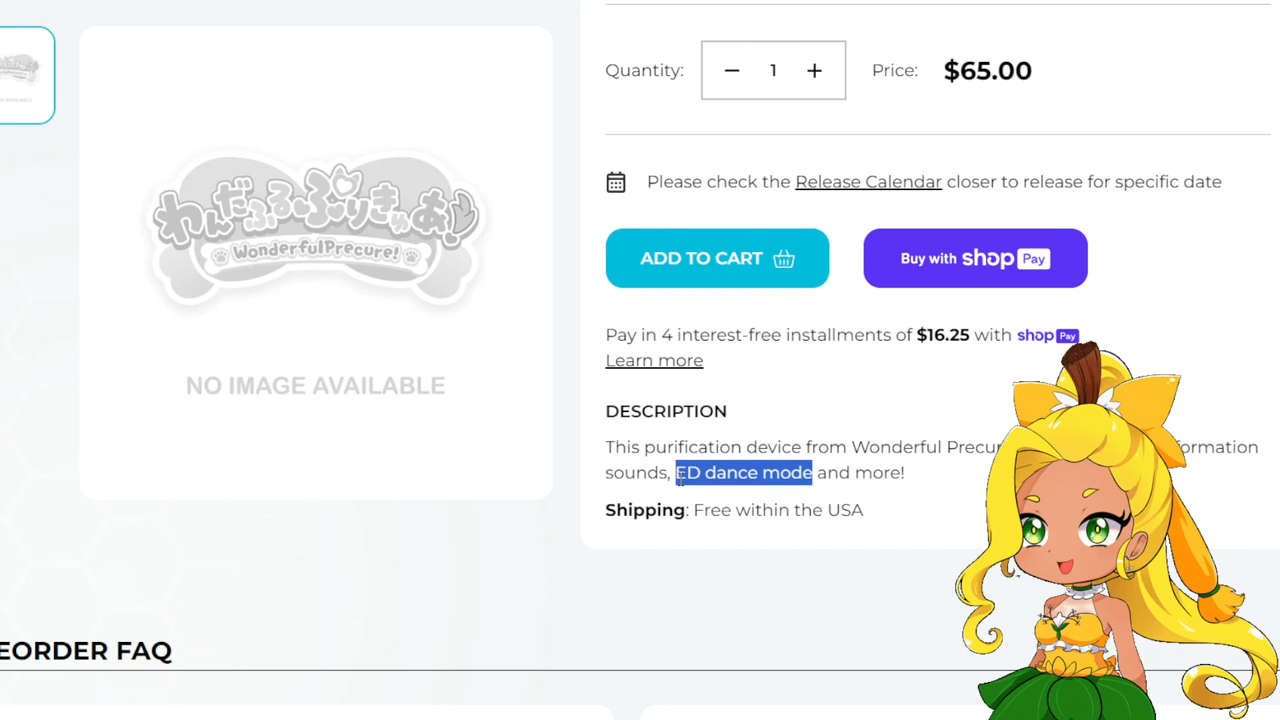 Quantity: − 1 + Price: $65.00
Please check the Release Calendar closer to release for specific date
わんだふるぷりきゅあ!
WonderfulPrecure!
ADD TO CART
Buy with shop Pay
Pay in 4 interest-free installments of $16.25 with shop Pay
Learn more
NO IMAGE AVAILABLE
DESCRIPTION
This purification device from Wonderful Precu ormation
sounds, ED dance mode and more!
Shipping: Free within the USA
EORDER FAQ